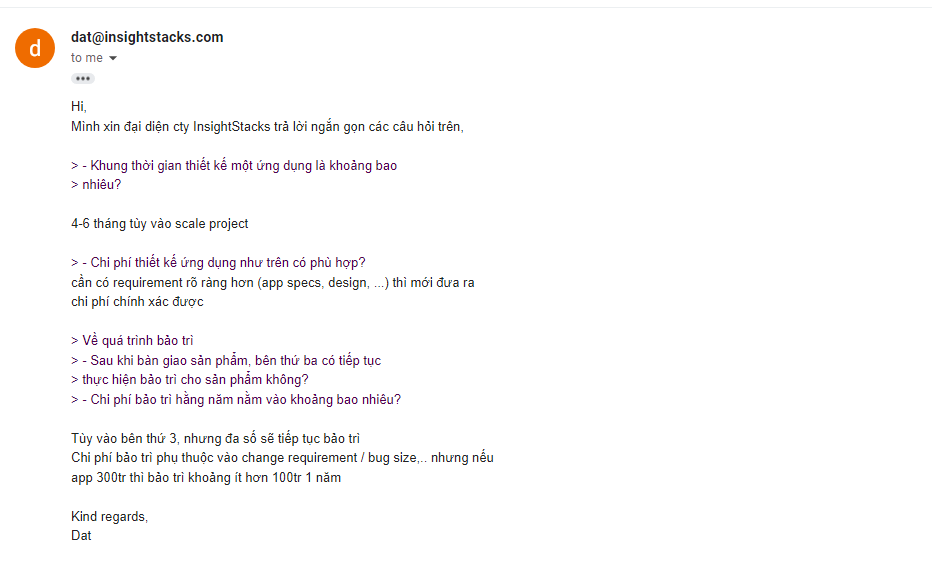 d
dat@insightstacks.com
to me
Hi,
Mình xin đại diện cty InsightStacks trả lời ngắn gọn các câu hỏi trên,
> - Khung thời gian thiết kế một ứng dụng là khoảng bao
> nhiêu?
4-6 tháng tùy vào scale project
> - Chi phí thiết kế ứng dụng như trên có phù hợp?
cần có requirement rõ ràng hơn (app specs, design, ...) thì mới đưa ra
chi phí chính xác được
> Về quá trình bảo trì
> - Sau khi bàn giao sản phẩm, bên thứ ba có tiếp tục
> thực hiện bảo trì cho sản phẩm không?
> - Chi phí bảo trì hằng năm nằm vào khoảng bao nhiêu?
Tùy vào bên thứ 3, nhưng đa số sẽ tiếp tục bảo trì
Chi phí bảo trì phụ thuộc vào change requirement / bug size,.. nhưng nếu
app 300tr thì bảo trì khoảng ít hơn 100tr 1 năm
Kind regards,
Dat